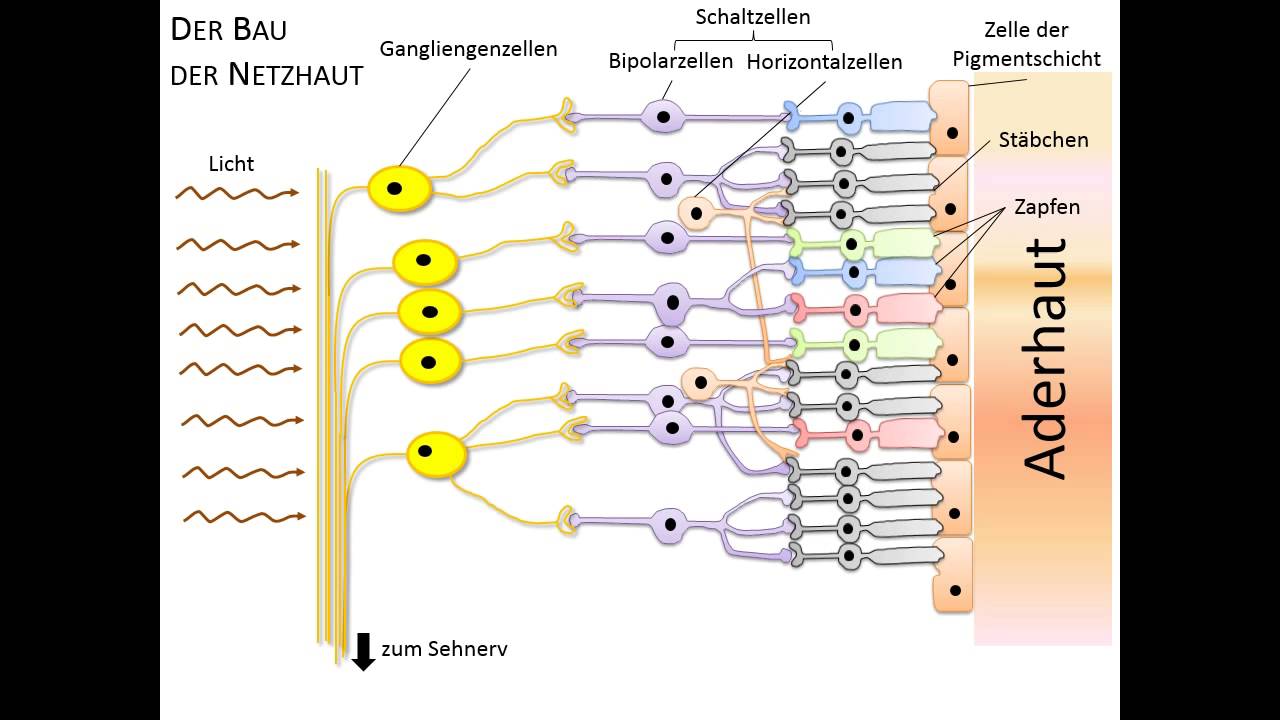 DER BAU
DER NETZHAUT
Gangliengenzellen
Schaltzellen
Bipolarzellen
Horizontalzellen
Zelle der
Pigmentschicht
Licht
Stäbchen
Zapfen
Aderhaut
zum Sehnerv